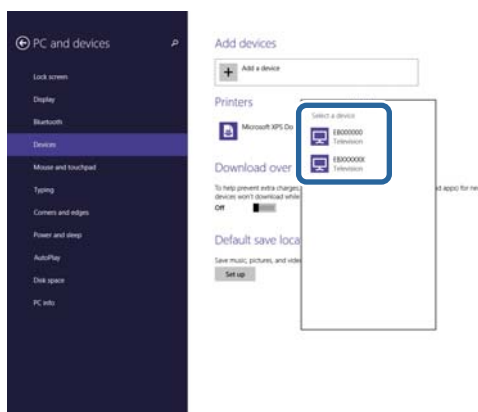 PC and devices
Lock screen
Display
Bluetooth
Devices
Mouse and touchpad
Typing
Corners and edges
Power and sleep
AutoPlay
Disk space
PC info
Add devices
Add a device
Printers
Microsoft XPS Do
Download over
To help prevent extra charges,
d apps) for ne
devices won't download while
Off
Default save loca
Save music, pictures, and vide
Set up
Select a device
Television
Television